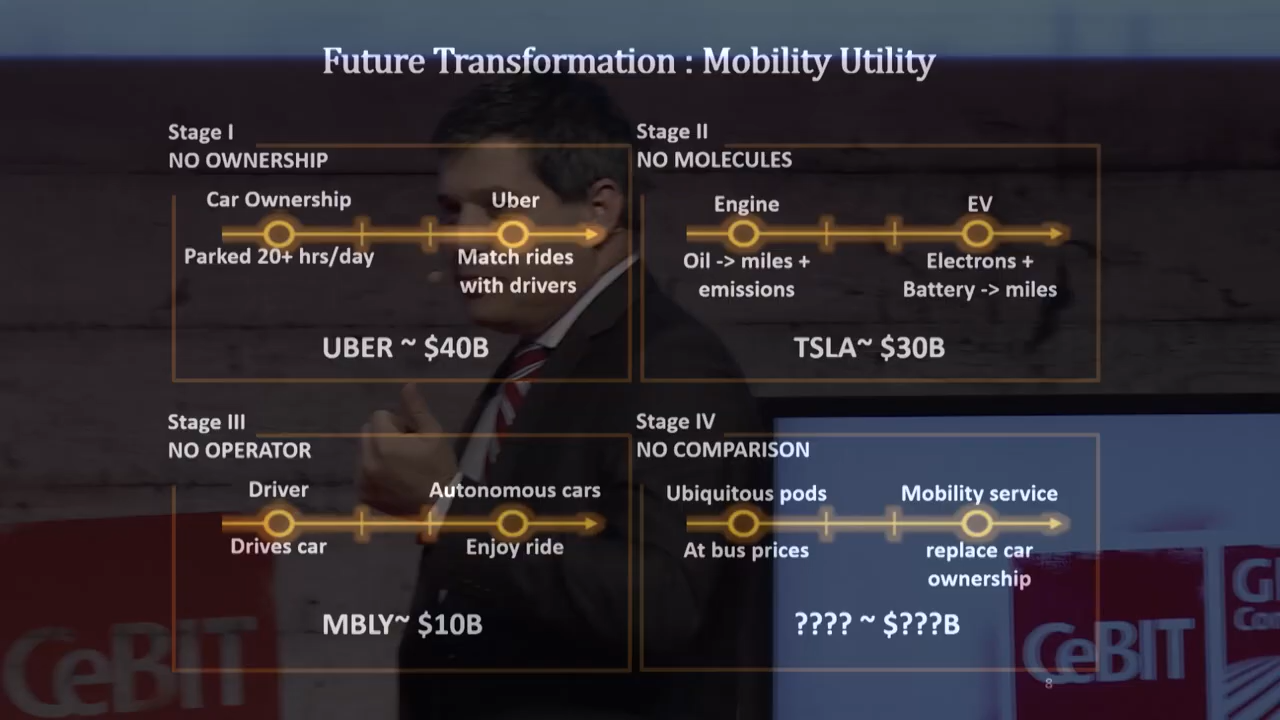 Future Transformation : Mobility Utility
Stage I
NO OWNERSHIP
Car Ownership
Uber
Parked 20+ hrs/day
Match rides
with drivers
UBER ~ $40B
Stage II
NO MOLECULES
Engine
EV
Oil -> miles +
emissions
Electrons +
Battery -> miles
TSLA~ $30B
Stage III
NO OPERATOR
Driver
Autonomous cars
Drives car
Enjoy ride
MBLY~ $10B
Stage IV
NO COMPARISON
Ubiquitous pods
Mobility service
At bus prices
replace car
ownership
???? ~ $???B
8
CeBIT
CeBIT